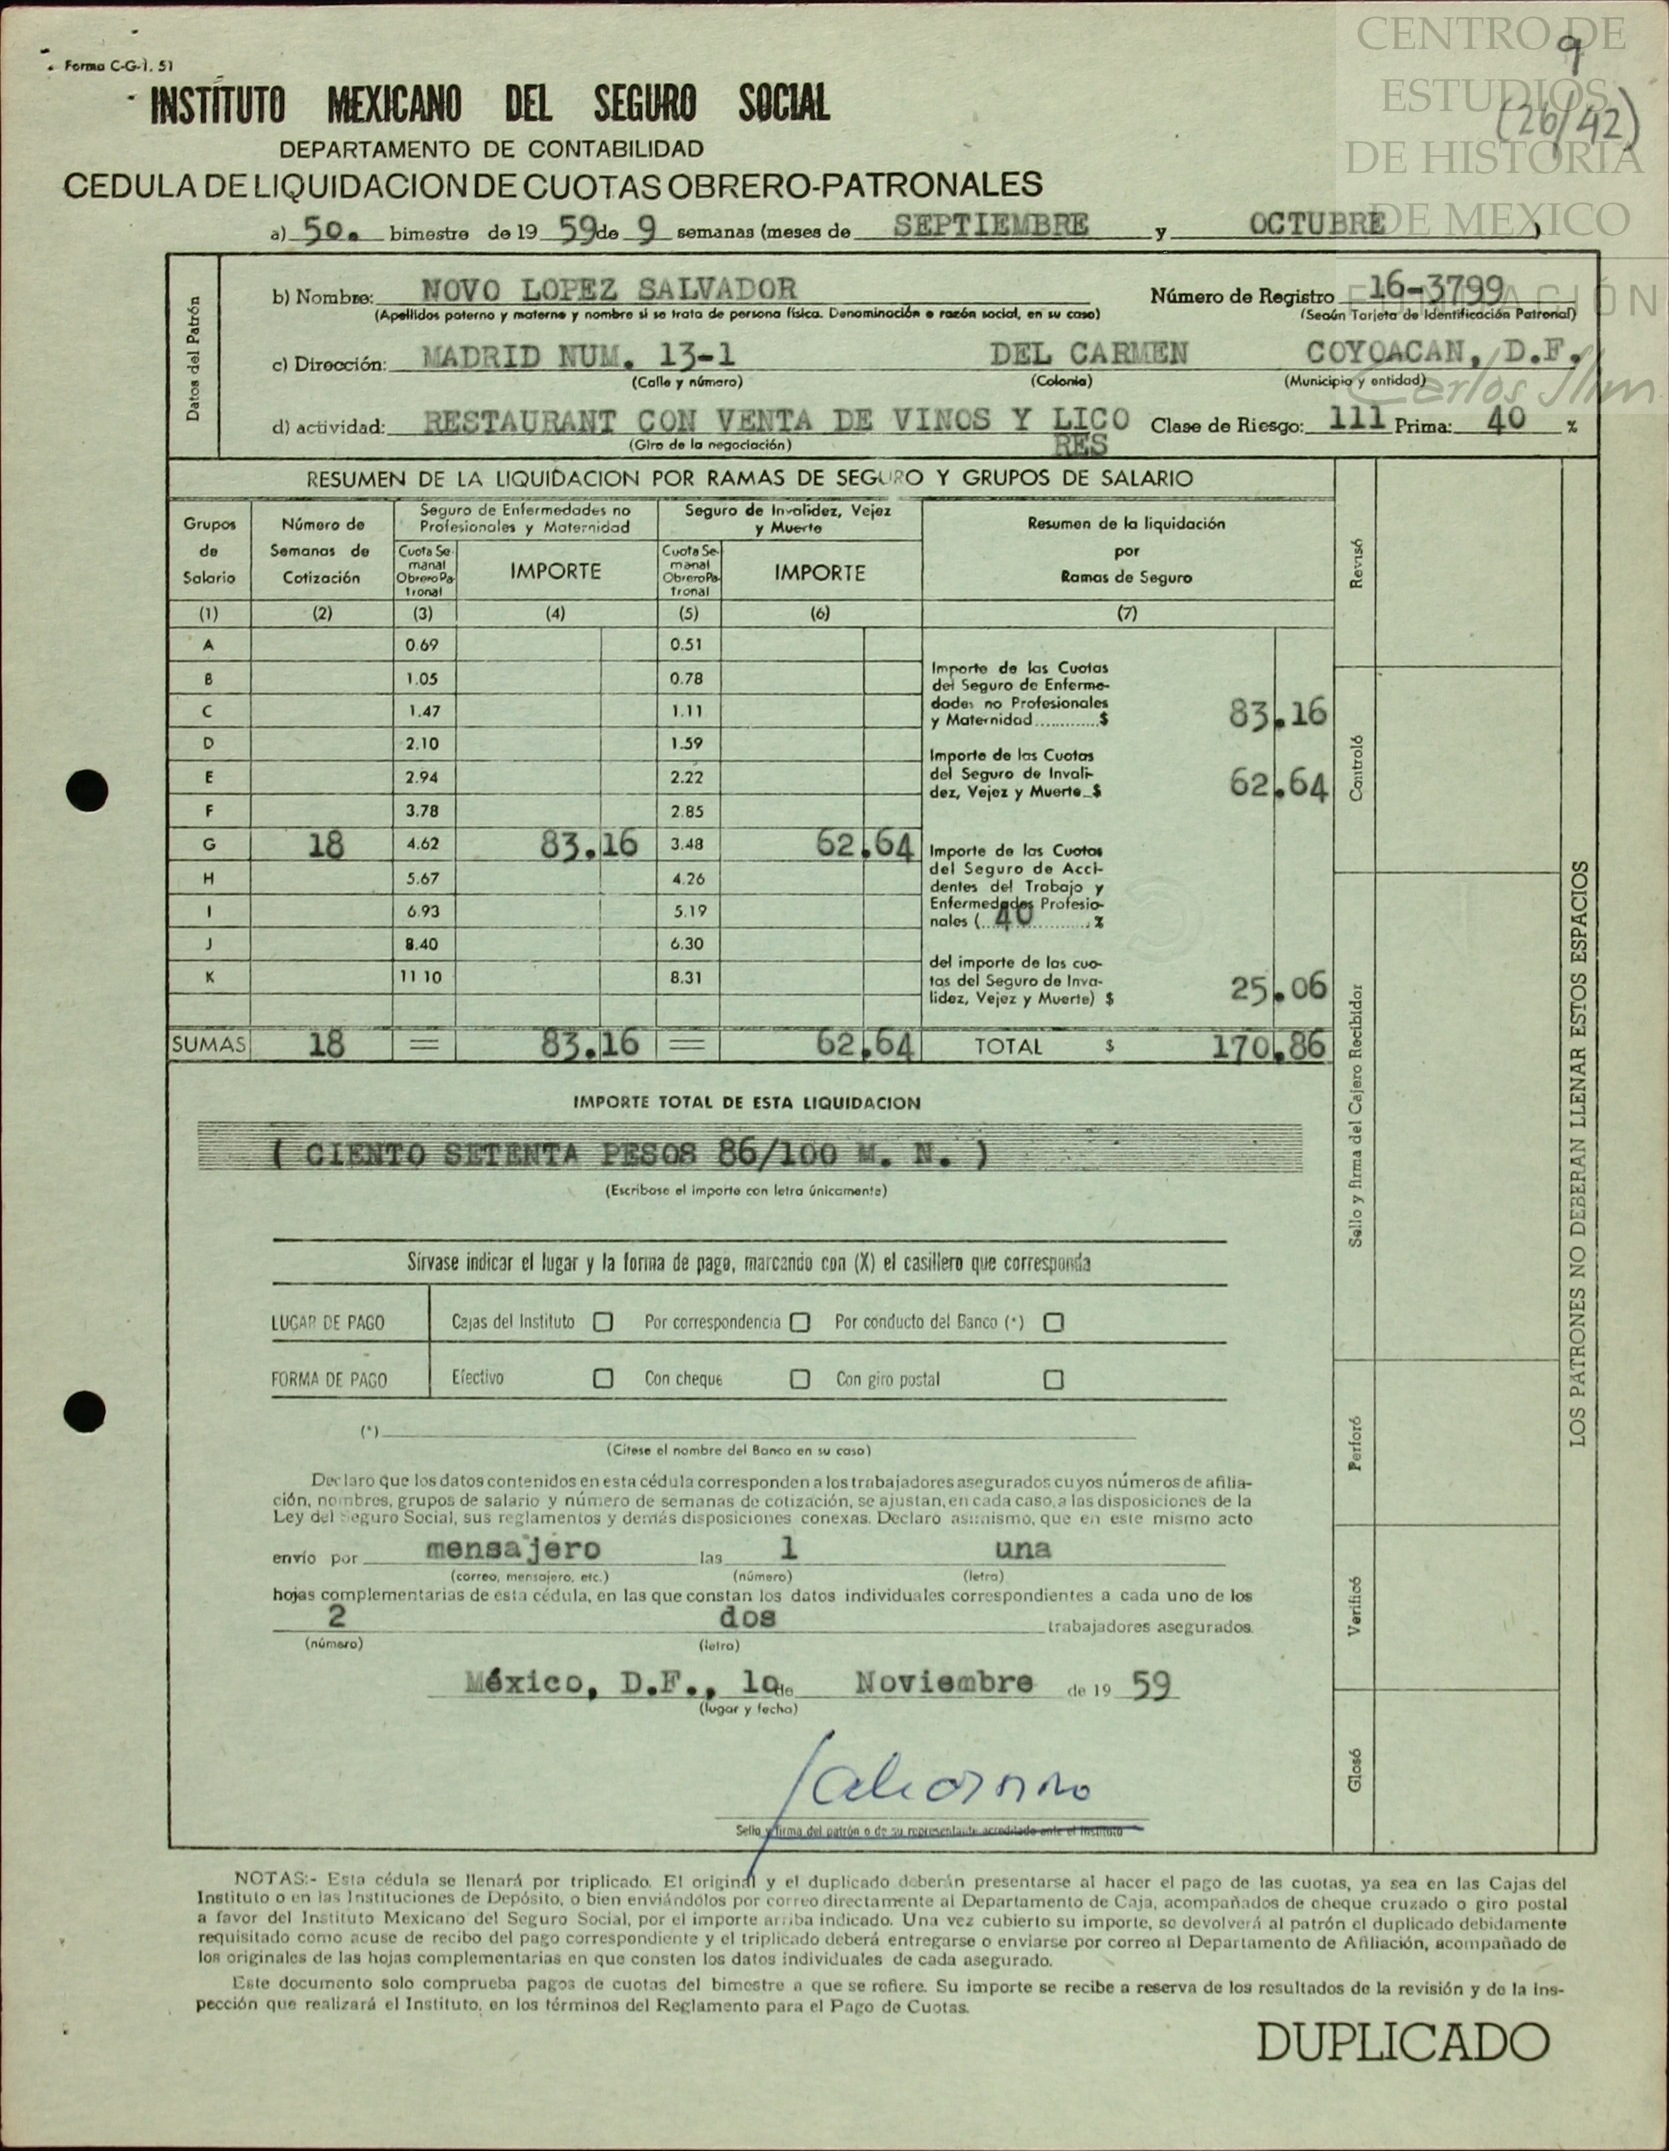 CENTRO DE
ESTUDIOS
DE HISTORIA
DE MEXICO
FUNDACIÓN
Carlos Slim
9
(26/42)
Forma C-G-1. 51
INSTITUTO MEXICANO DEL SEGURO SOCIAL
DEPARTAMENTO DE CONTABILIDAD
CEDULA DE LIQUIDACION DE CUOTAS OBRERO-PATRONALES
a) 5o. bimestre de 19 59 de 9 semanas (meses de SEPTIEMBRE y OCTUBRE )
Datos del Patrón
b) Nombre: NOVO LOPEZ SALVADOR Número de Registro 16-3799
(Apellidos paterno y materno y nombre si se trata de persona física. Denominación o razón social, en su caso) (Según Tarjeta de Identificación Patronal)
c) Dirección: MADRID NUM. 13-1 DEL CARMEN COYOACAN, D.F.
(Calle y número) (Colonia) (Municipio y entidad)
d) actividad: RESTAURANT CON VENTA DE VINOS Y LICO Clase de Riesgo: 111 Prima: 40 %
(Giro de la negociación) RES
RESUMEN DE LA LIQUIDACION POR RAMAS DE SEGURO Y GRUPOS DE SALARIO
Grupos de Salario
Número de Semanas de Cotización
Seguro de Enfermedades no Profesionales y Maternidad
Cuota Semanal ObreroPatronal
IMPORTE
Seguro de Invalidez, Vejez y Muerte
Cuota Semanal ObreroPatronal
IMPORTE
Resumen de la liquidación
por
Ramas de Seguro
(1) (2) (3) (4) (5) (6) (7)
A 0.69 0.51
B 1.05 0.78
C 1.47 1.11
D 2.10 1.59
E 2.94 2.22
F 3.78 2.85
G 18 4.62 83.16 3.48 62.64
H 5.67 4.26
I 6.93 5.19
J 8.40 6.30
K 11 10 8.31
Importe de las Cuotas
del Seguro de Enferme-
dades no Profesionales
y Maternidad............$ 83.16
Importe de las Cuotas
del Seguro de Invali-
dez, Vejez y Muerte..$ 62.64
Importe de las Cuotas
del Seguro de Acci-
dentes del Trabajo y
Enfermedades Profesio-
nales (.. 40 ..%
del importe de las cuo-
tas del Seguro de Inva-
lidez, Vejez y Muerte) $ 25.06
SUMAS 18 = 83.16 = 62.64 TOTAL $ 170.86
Revisó
Controló
Sello y firma del Cajero Recibidor
Perforó
Verificó
Glosó
LOS PATRONES NO DEBERAN LLENAR ESTOS ESPACIOS
IMPORTE TOTAL DE ESTA LIQUIDACION
( CIENTO SETENTA PESOS 86/100 M. N. )
(Escríbase el importe con letra únicamente)
Sírvase indicar el lugar y la forma de pago, marcando con (X) el casillero que corresponda
LUGAR DE PAGO Cajas del Instituto Por correspondencia Por conducto del Banco (*)
FORMA DE PAGO Efectivo Con cheque Con giro postal
(*)
(Cítese el nombre del Banco en su caso)
Declaro que los datos contenidos en esta cédula corresponden a los trabajadores asegurados cuyos números de afilia-
ción, nombres, grupos de salario y número de semanas de cotización, se ajustan, en cada caso, a las disposiciones de la
Ley del Seguro Social, sus reglamentos y demás disposiciones conexas. Declaro asimismo, que en este mismo acto
envío por mensajero las 1 una
(correo, mensajero, etc.) (número) (letra)
hojas complementarias de esta cédula, en las que constan los datos individuales correspondientes a cada uno de los
2 dos trabajadores asegurados.
(número) (letra)
México, D.F., 1o de Noviembre de 19 59
(lugar y fecha)
Sello y firma del patrón o de su representante acreditado ante el Instituto
NOTAS:- Esta cédula se llenará por triplicado. El original y el duplicado deberán presentarse al hacer el pago de las cuotas, ya sea en las Cajas del
Instituto o en las Instituciones de Depósito, o bien enviándolos por correo directamente al Departamento de Caja, acompañados de cheque cruzado o giro postal
a favor del Instituto Mexicano del Seguro Social, por el importe arriba indicado. Una vez cubierto su importe, se devolverá al patrón el duplicado debidamente
requisitado como acuse de recibo del pago correspondiente y el triplicado deberá entregarse o enviarse por correo al Departamento de Afiliación, acompañado de
los originales de las hojas complementarias en que consten los datos individuales de cada asegurado.
Este documento solo comprueba pagos de cuotas del bimestre a que se refiere. Su importe se recibe a reserva de los resultados de la revisión y de la ins-
pección que realizará el Instituto, en los términos del Reglamento para el Pago de Cuotas.
DUPLICADO